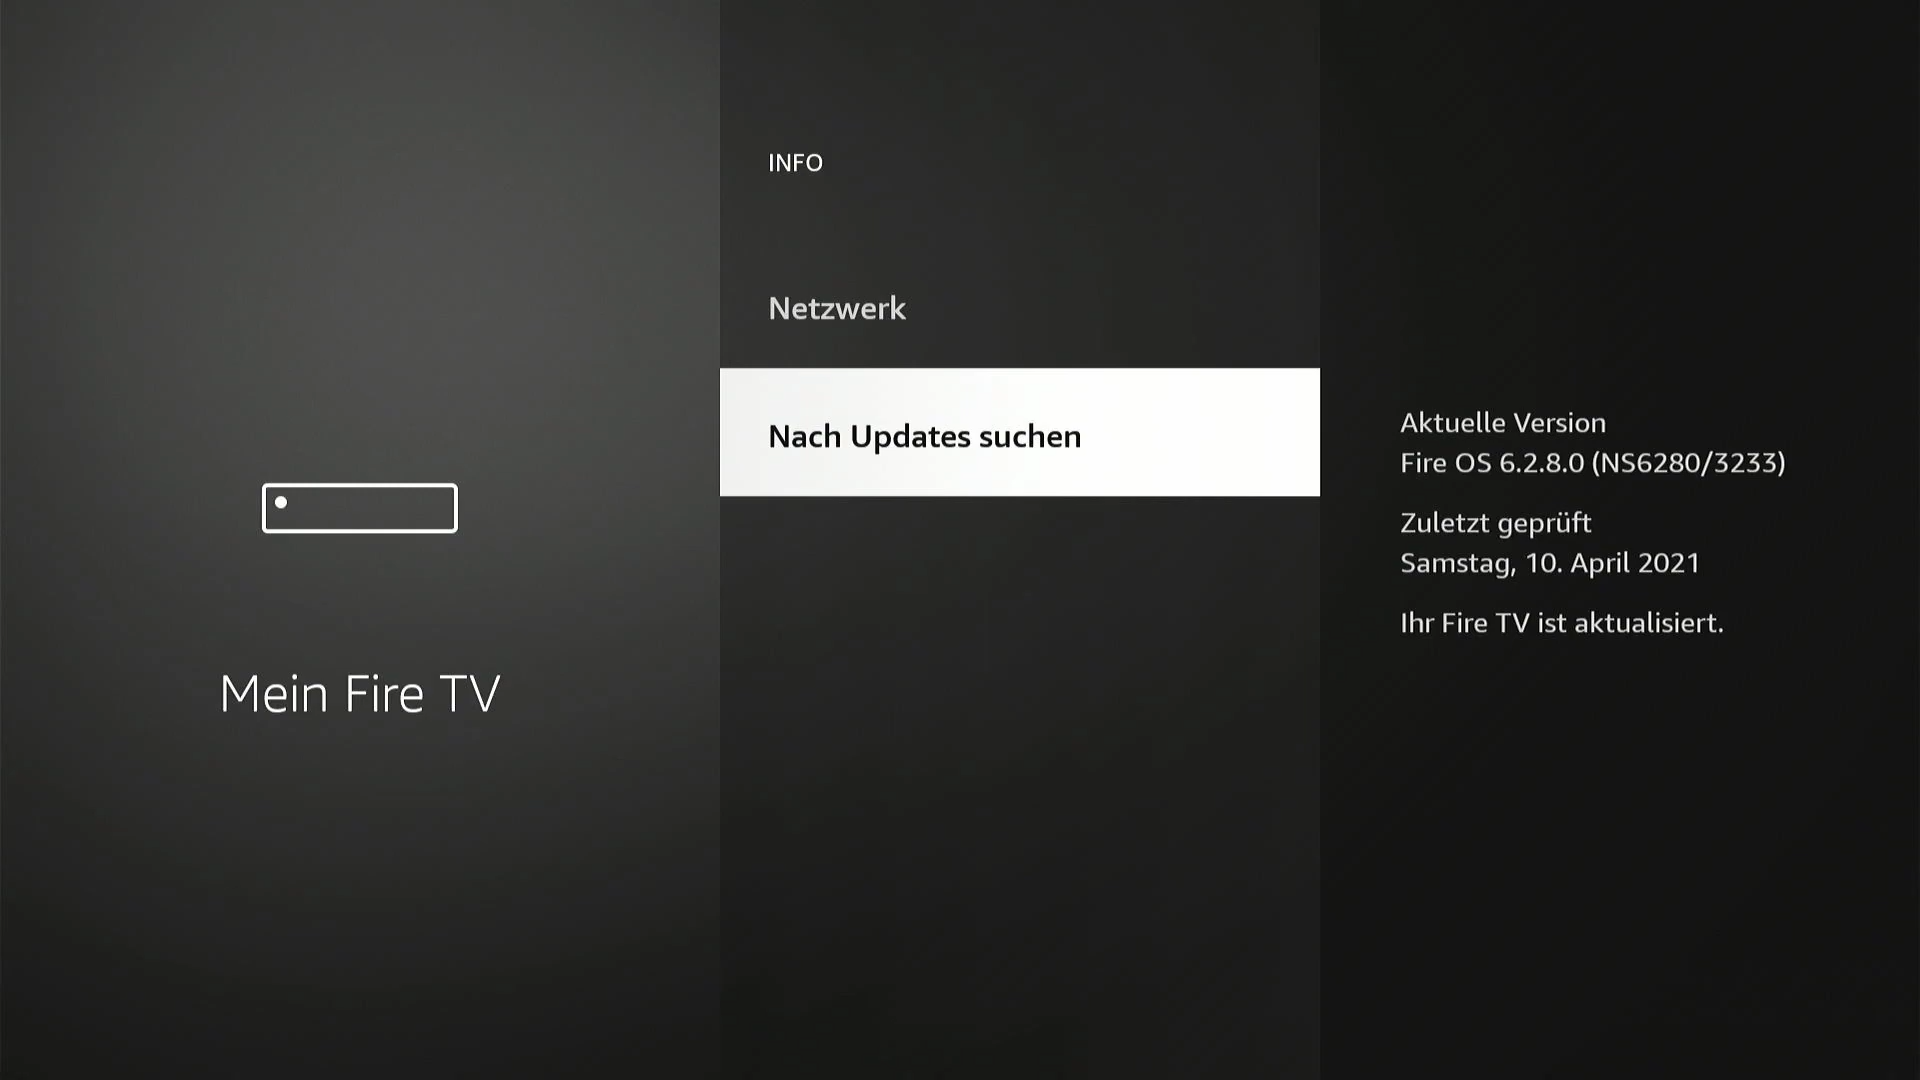 INFO
Netzwerk
Nach Updates suchen
Mein Fire TV
Aktuelle Version
Fire OS 6.2.8.0 (NS6280/3233)
Zuletzt geprüft
Samstag, 10. April 2021
Ihr Fire TV ist aktualisiert.